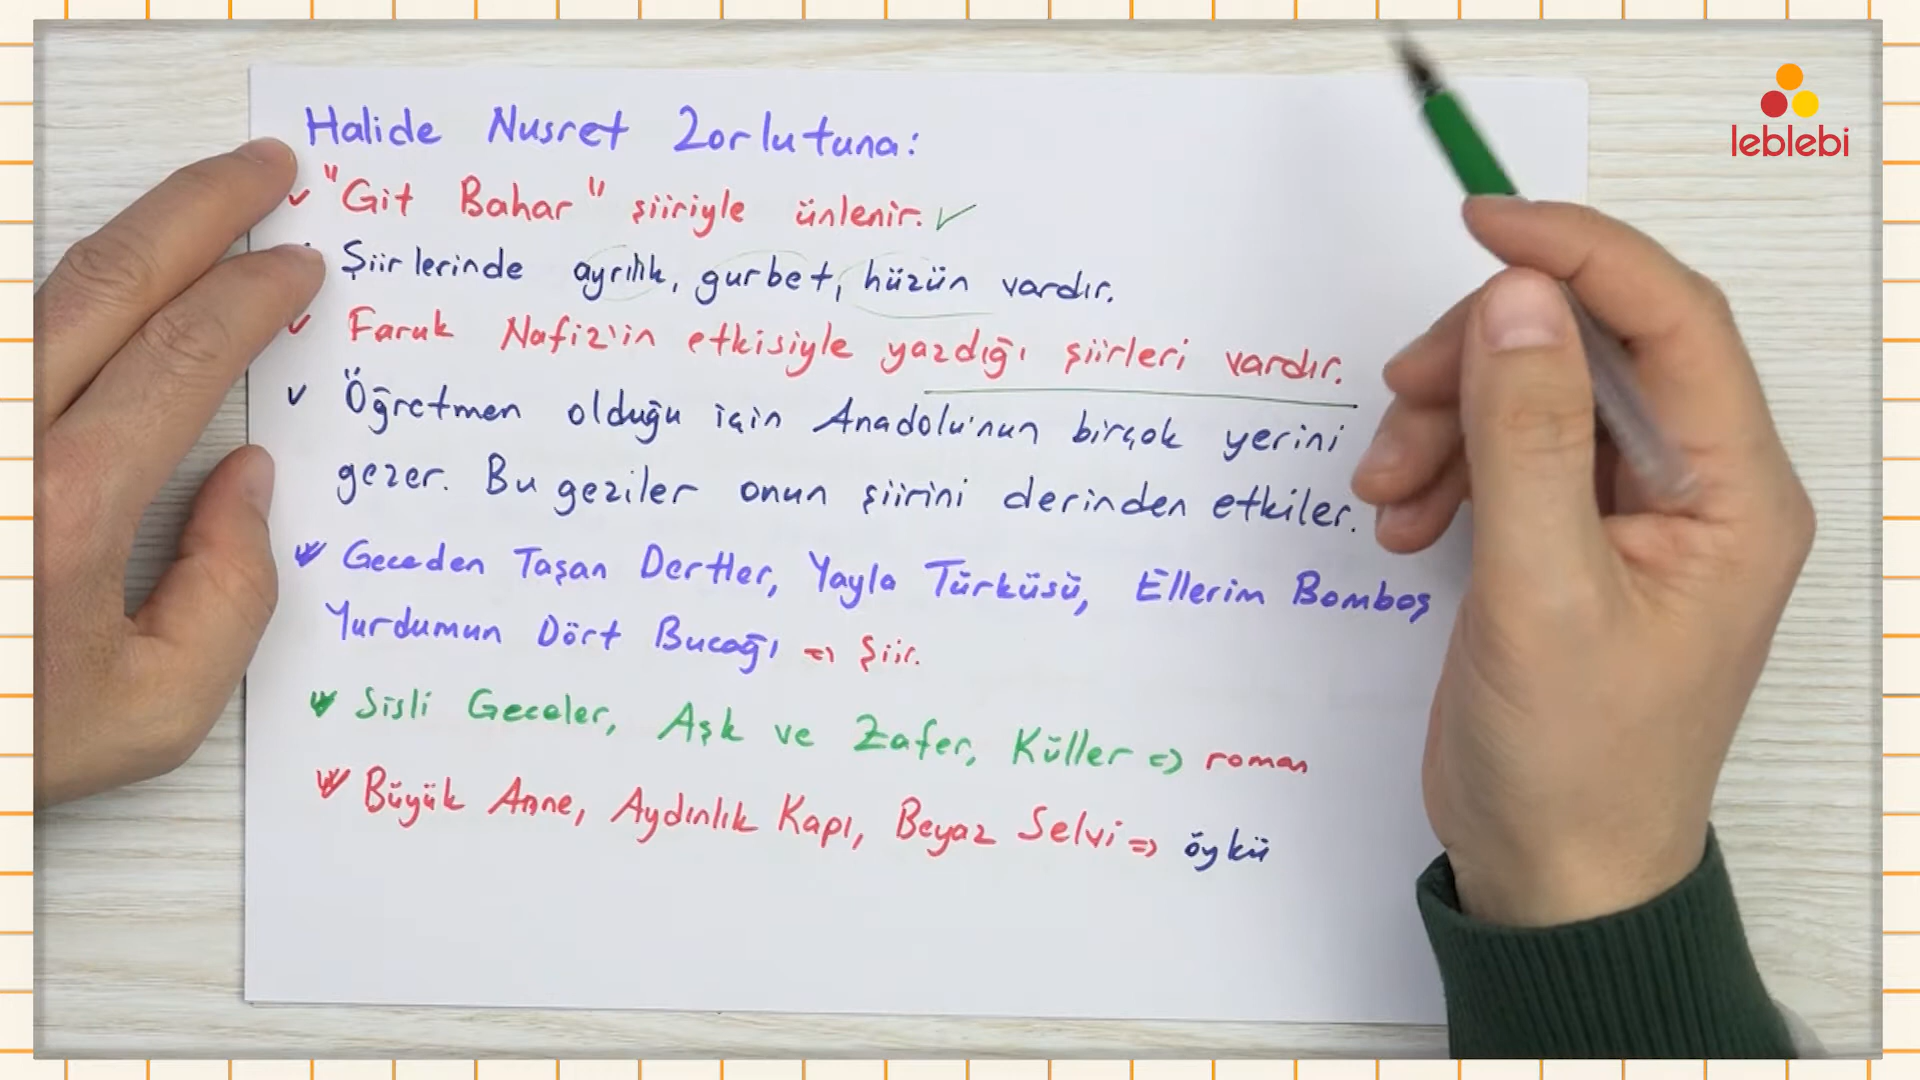 Halide Nusret Zorlutuna:
"Git Bahar" şiiriyle ünlenir.
Şiirlerinde ayrılık, gurbet, hüzün vardır.
Faruk Nafiz'in etkisiyle yazdığı şiirleri vardır.
Öğretmen olduğu için Anadolu'nun birçok yerini
gezer. Bu geziler onun şiirini derinden etkiler.
Geceden Taşan Dertler, Yayla Türküsü, Ellerim Bomboş
Yurdumun Dört Bucağı => Şiir.
Sisli Geceler, Aşk ve Zafer, Küller => roman
Büyük Anne, Aydınlık Kapı, Beyaz Selvi => öykü
leblebi